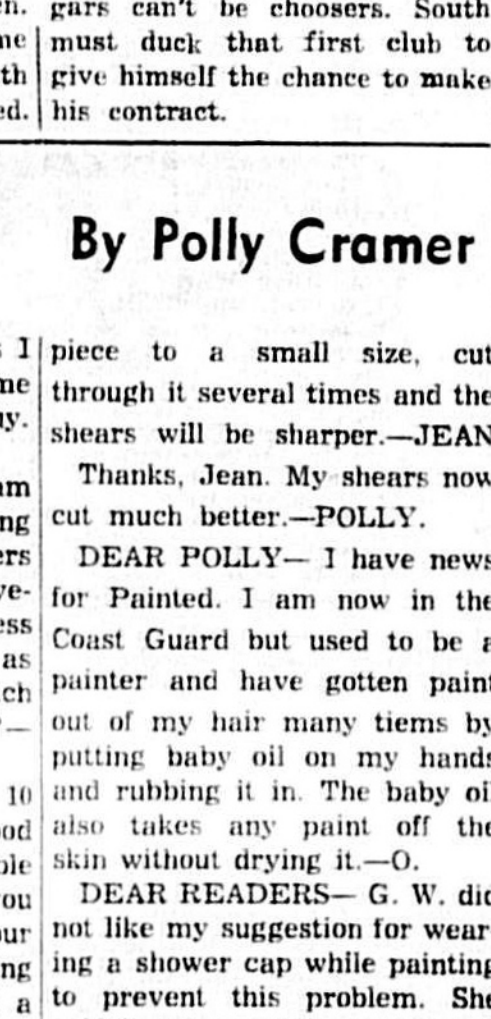 gars can't be choosers. South
must duck that first club to
give himself the chance to make
his contract.
By Polly Cramer
piece to a small size, cut
through it several times and the
shears will be sharper.—JEAN
Thanks, Jean. My shears now
cut much better.—POLLY.
DEAR POLLY— I have news
for Painted. I am now in the
Coast Guard but used to be a
painter and have gotten paint
out of my hair many tiems by
putting baby oil on my hands
and rubbing it in. The baby oi
also takes any paint off the
skin without drying it.—O.
DEAR READERS— G. W. did
not like my suggestion for wear
ing a shower cap while painting
to prevent this problem. She